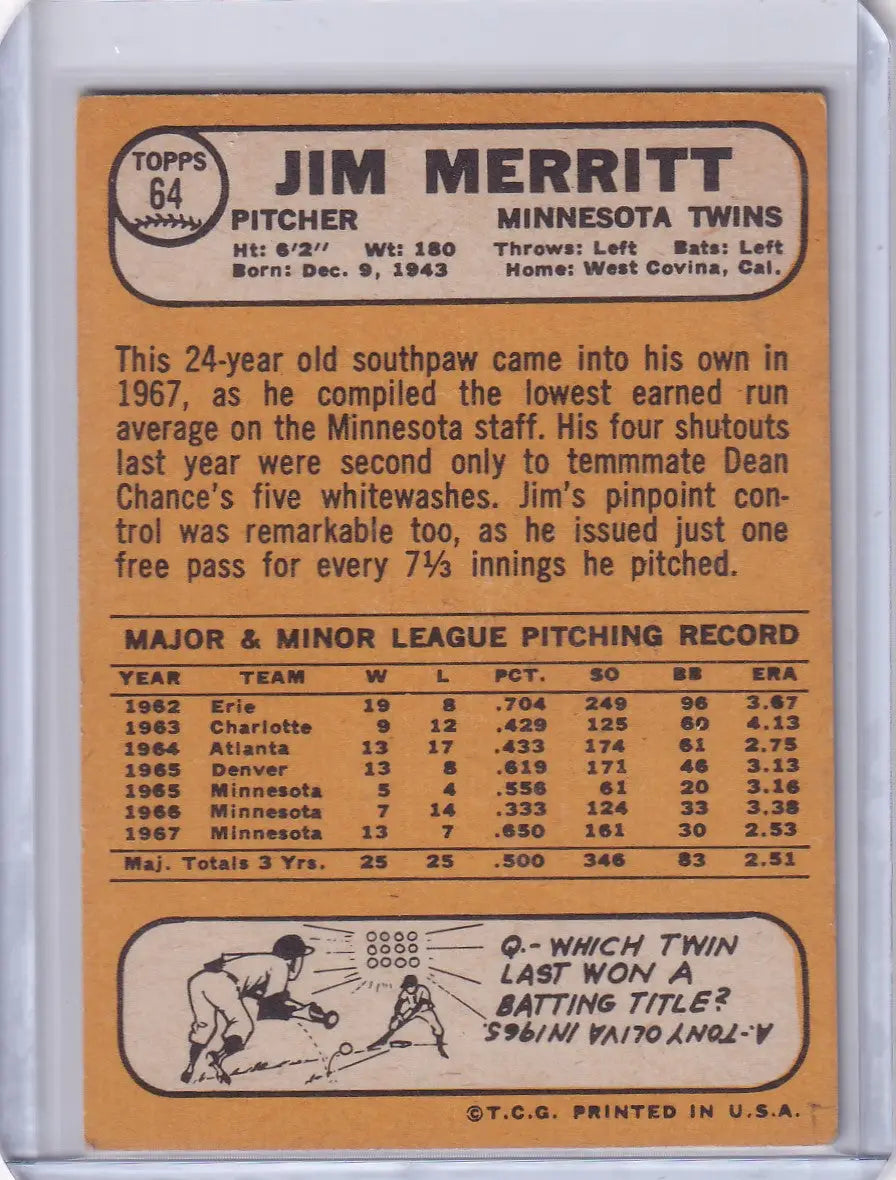 TOPPS
64
JIM MERRITT
PITCHER MINNESOTA TWINS
Ht: 6'2" Wt: 180 Throws: Left Bats: Left
Born: Dec. 9, 1943 Home: West Covina, Cal.
This 24-year old southpaw came into his own in
1967, as he compiled the lowest earned run
average on the Minnesota staff. His four shutouts
last year were second only to temmmate Dean
Chance's five whitewashes. Jim's pinpoint con-
trol was remarkable too, as he issued just one
free pass for every 7⅓ innings he pitched.
MAJOR & MINOR LEAGUE PITCHING RECORD
YEAR TEAM W L PCT. SO BB ERA
1962 Erie 19 8 .704 249 96 3.67
1963 Charlotte 9 12 .429 125 60 4.13
1964 Atlanta 13 17 .433 174 61 2.75
1965 Denver 13 8 .619 171 46 3.13
1965 Minnesota 5 4 .556 61 20 3.16
1966 Minnesota 7 14 .333 124 33 3.38
1967 Minnesota 13 7 .650 161 30 2.53
Maj. Totals 3 Yrs. 25 25 .500 346 83 2.51
Q.- WHICH TWIN
LAST WON A
BATTING TITLE?
A.-TONY OLIVA IN 1965.
©T.C.G. PRINTED IN U.S.A.